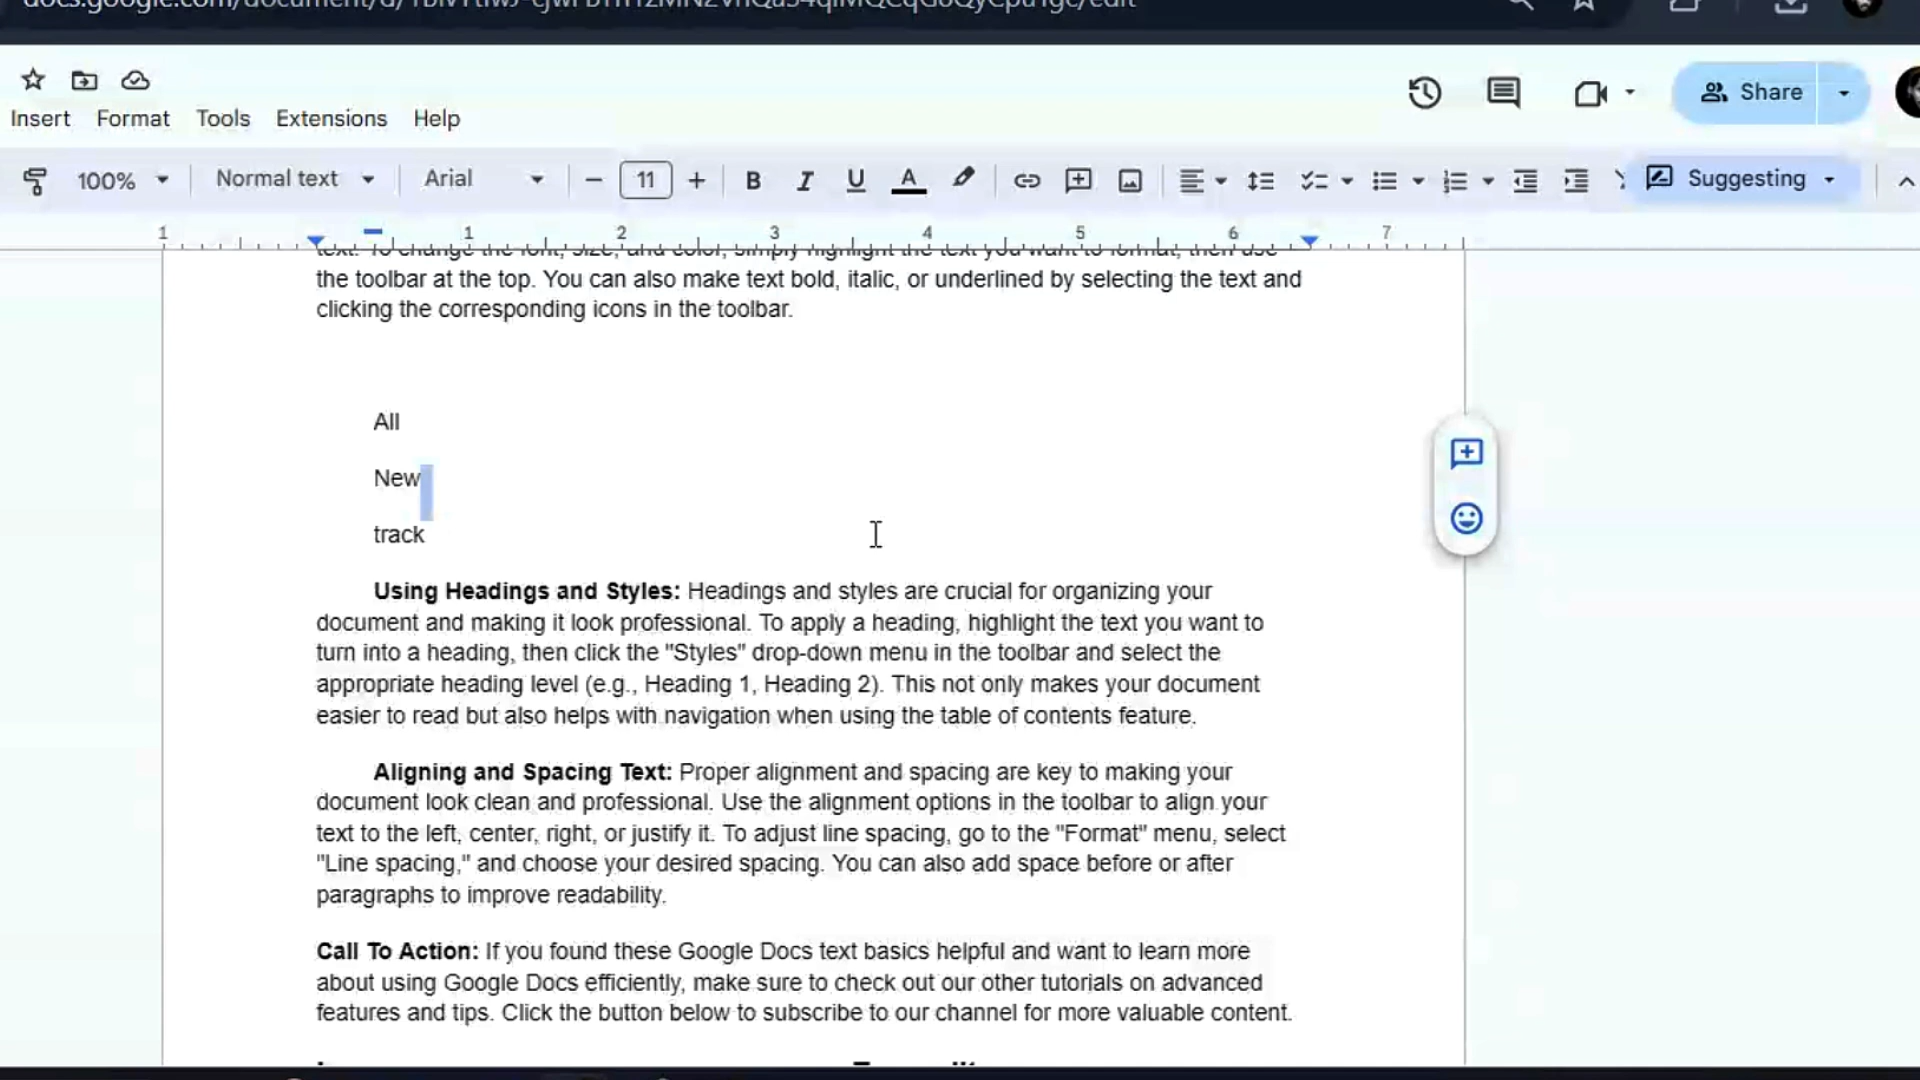 Share
Insert Format Tools Extensions Help
100% Normal text Arial 11 B I U A Suggesting
1 1 2 3 4 5 6 7
text. To change the font, size, and color, simply highlight the text you want to format, then use
the toolbar at the top. You can also make text bold, italic, or underlined by selecting the text and
clicking the corresponding icons in the toolbar.
All
New
track
Using Headings and Styles: Headings and styles are crucial for organizing your
document and making it look professional. To apply a heading, highlight the text you want to
turn into a heading, then click the "Styles" drop-down menu in the toolbar and select the
appropriate heading level (e.g., Heading 1, Heading 2). This not only makes your document
easier to read but also helps with navigation when using the table of contents feature.
Aligning and Spacing Text: Proper alignment and spacing are key to making your
document look clean and professional. Use the alignment options in the toolbar to align your
text to the left, center, right, or justify it. To adjust line spacing, go to the "Format" menu, select
"Line spacing," and choose your desired spacing. You can also add space before or after
paragraphs to improve readability.
Call To Action: If you found these Google Docs text basics helpful and want to learn more
about using Google Docs efficiently, make sure to check out our other tutorials on advanced
features and tips. Click the button below to subscribe to our channel for more valuable content.